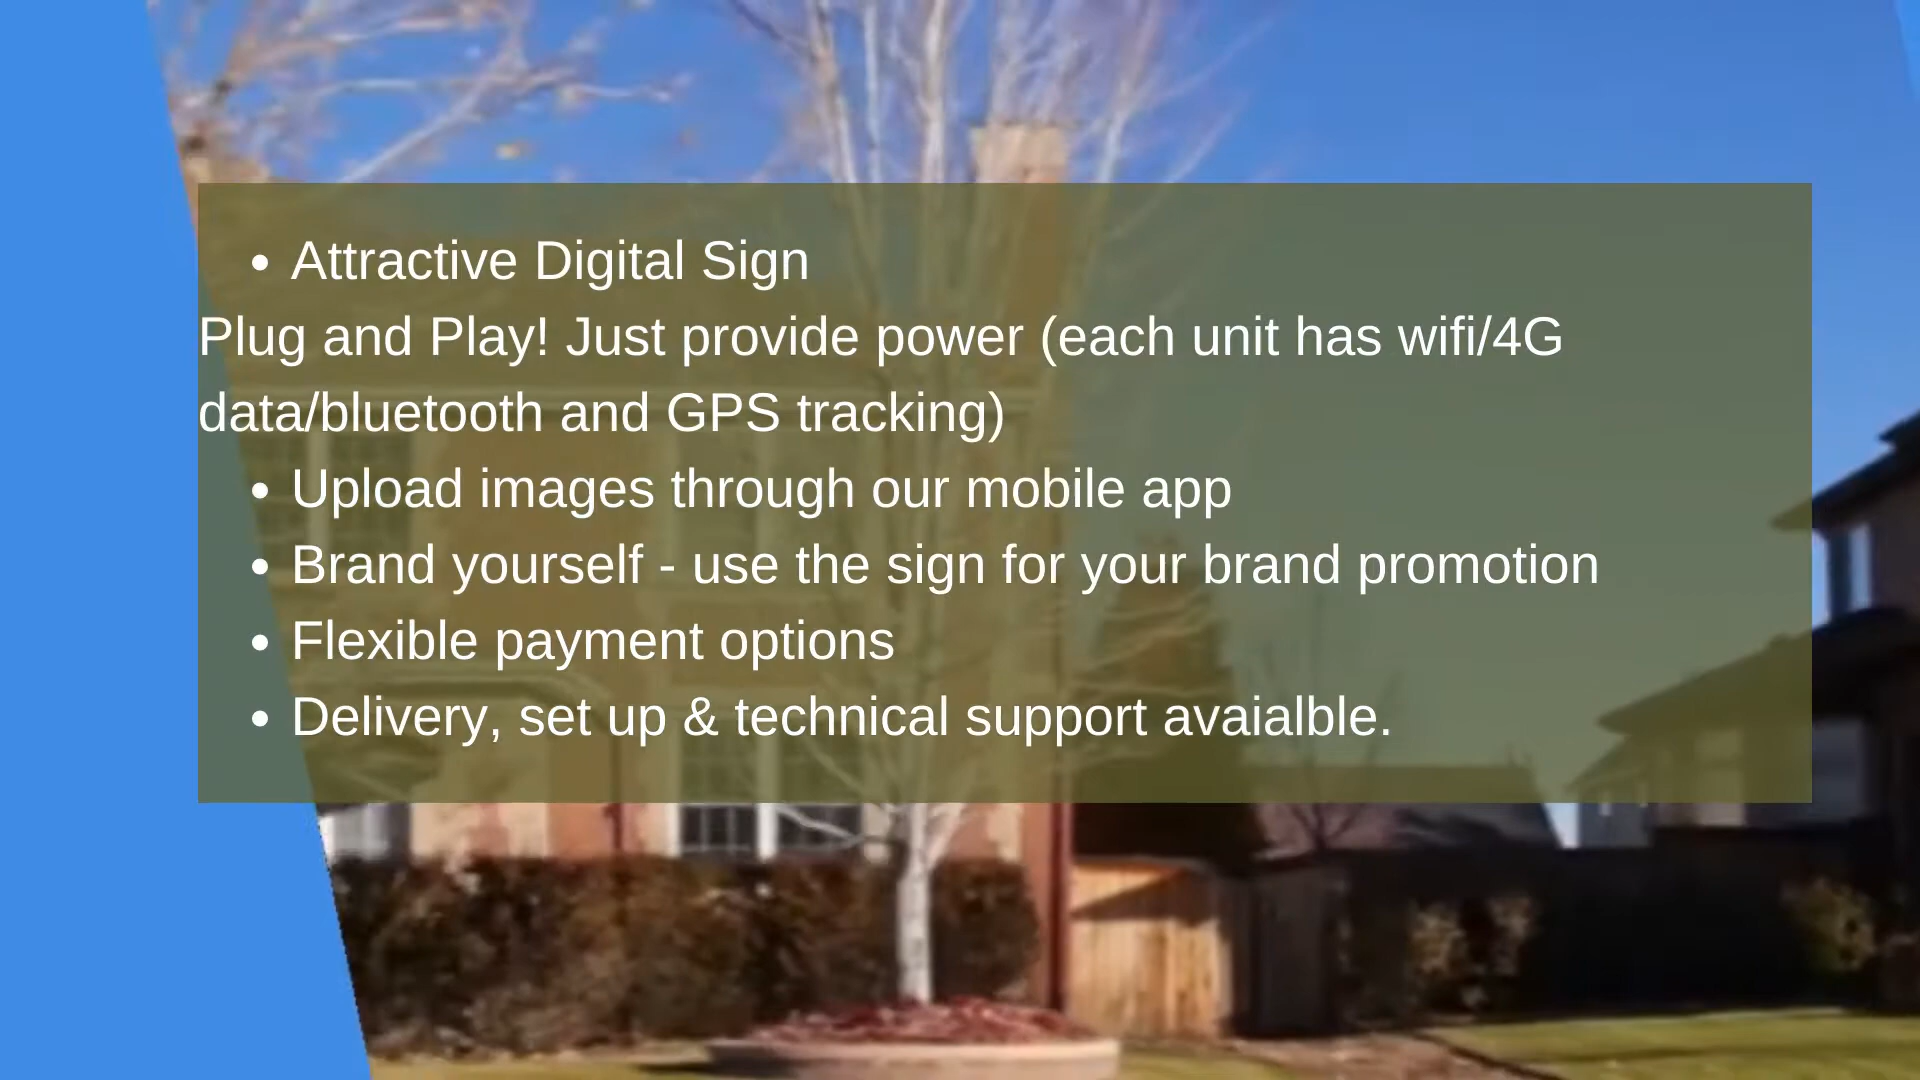 • Attractive Digital Sign
Plug and Play! Just provide power (each unit has wifi/4G
data/bluetooth and GPS tracking)
• Upload images through our mobile app
• Brand yourself - use the sign for your brand promotion
• Flexible payment options
• Delivery, set up & technical support avaialble.